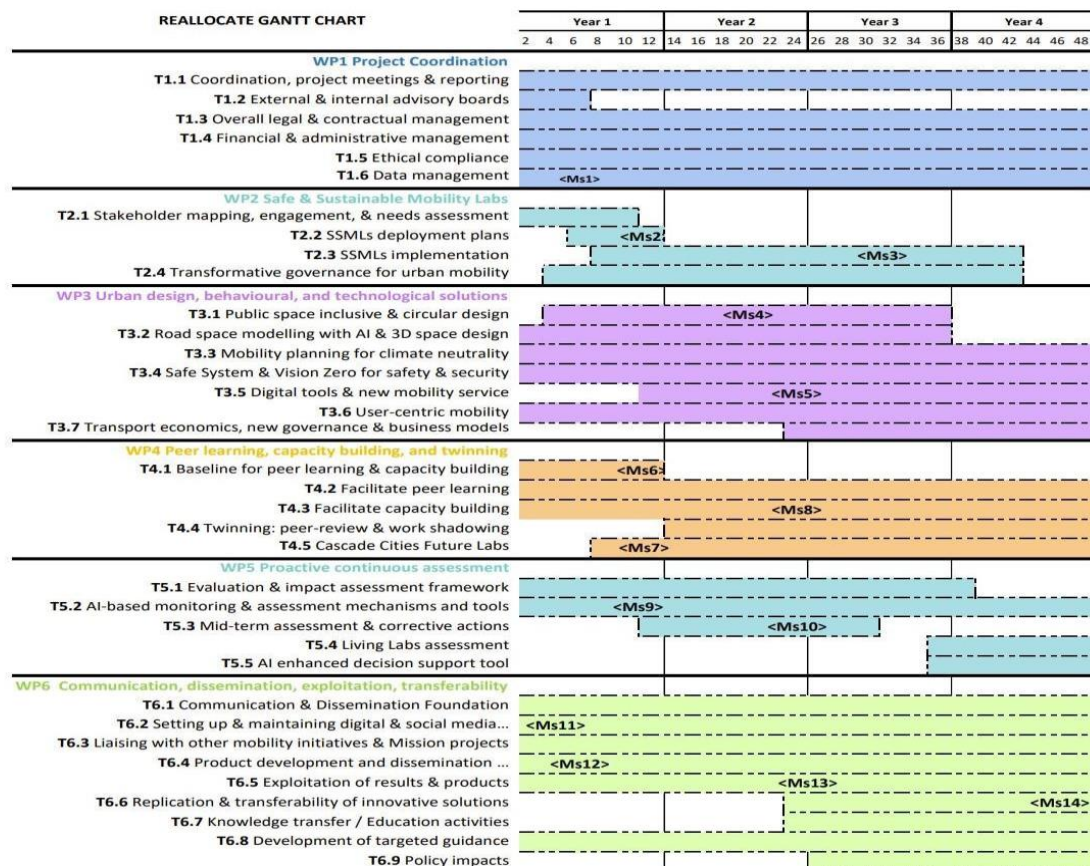 REALLOCATE GANTT CHART
Year 1 Year 2 Year 3 Year 4
2 4 6 8 10 12 14 16 18 20 22 24 26 28 30 32 34 36 38 40 42 44 46 48
WP1 Project Coordination
T1.1 Coordination, project meetings & reporting
T1.2 External & internal advisory boards
T1.3 Overall legal & contractual management
T1.4 Financial & administrative management
T1.5 Ethical compliance
T1.6 Data management <Ms1>
WP2 Safe & Sustainable Mobility Labs
T2.1 Stakeholder mapping, engagement, & needs assessment
T2.2 SSMLs deployment plans <Ms2
T2.3 SSMLs implementation <Ms3>
T2.4 Transformative governance for urban mobility
WP3 Urban design, behavioural, and technological solutions
T3.1 Public space inclusive & circular design <Ms4>
T3.2 Road space modelling with AI & 3D space design
T3.3 Mobility planning for climate neutrality
T3.4 Safe System & Vision Zero for safety & security
T3.5 Digital tools & new mobility service <Ms5>
T3.6 User-centric mobility
T3.7 Transport economics, new governance & business models
WP4 Peer learning, capacity building, and twinning
T4.1 Baseline for peer learning & capacity building <Ms6>
T4.2 Facilitate peer learning
T4.3 Facilitate capacity building <Ms8>
T4.4 Twinning: peer-review & work shadowing
T4.5 Cascade Cities Future Labs <Ms7>
WP5 Proactive continuous assessment
T5.1 Evaluation & impact assessment framework
T5.2 AI-based monitoring & assessment mechanisms and tools <Ms9>
T5.3 Mid-term assessment & corrective actions <Ms10>
T5.4 Living Labs assessment
T5.5 AI enhanced decision support tool
WP6 Communication, dissemination, exploitation, transferability
T6.1 Communication & Dissemination Foundation
T6.2 Setting up & maintaining digital & social media... <Ms11>
T6.3 Liaising with other mobility initiatives & Mission projects
T6.4 Product development and dissemination ... <Ms12>
T6.5 Exploitation of results & products <Ms13>
T6.6 Replication & transferability of innovative solutions <Ms14>
T6.7 Knowledge transfer / Education activities
T6.8 Development of targeted guidance
T6.9 Policy impacts